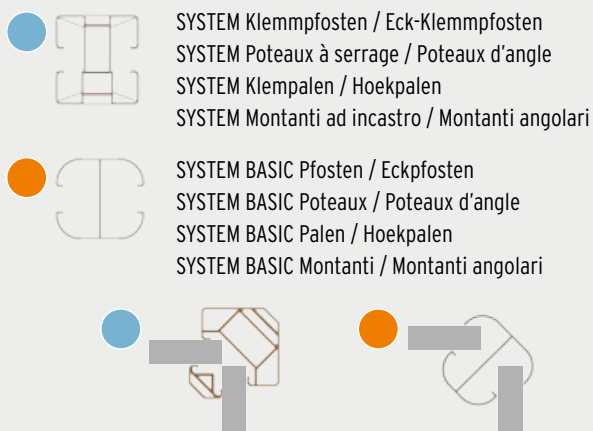 SYSTEM Klemmpfosten / Eck-Klemmpfosten
SYSTEM Poteaux à serrage / Poteaux d'angle
SYSTEM Klempalen / Hoekpalen
SYSTEM Montanti ad incastro / Montanti angolari
SYSTEM BASIC Pfosten / Eckpfosten
SYSTEM BASIC Poteaux / Poteaux d'angle
SYSTEM BASIC Palen / Hoekpalen
SYSTEM BASIC Montanti / Montanti angolari